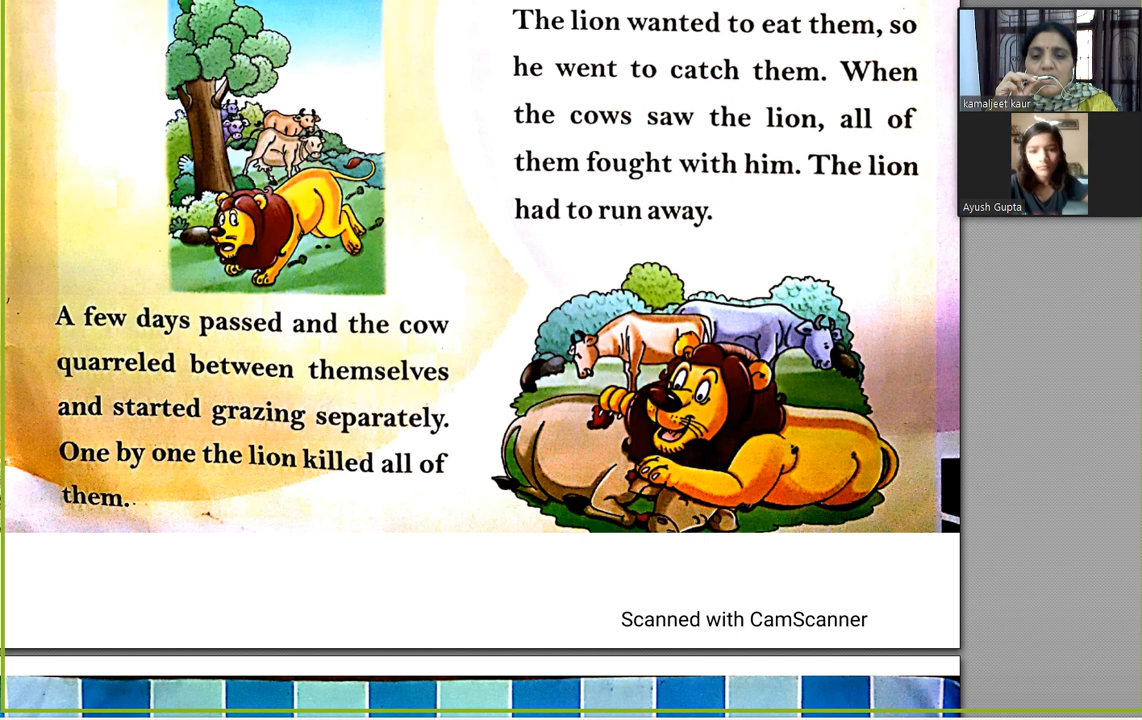 The lion wanted to eat them, so
he went to catch them. When
the cows saw the lion, all of
them fought with him. The lion
had to run away.
A few days passed and the cow
quarreled between themselves
and started grazing separately.
One by one the lion killed all of
them.
Scanned with CamScanner
kamaljeet kaur
Ayush Gupta